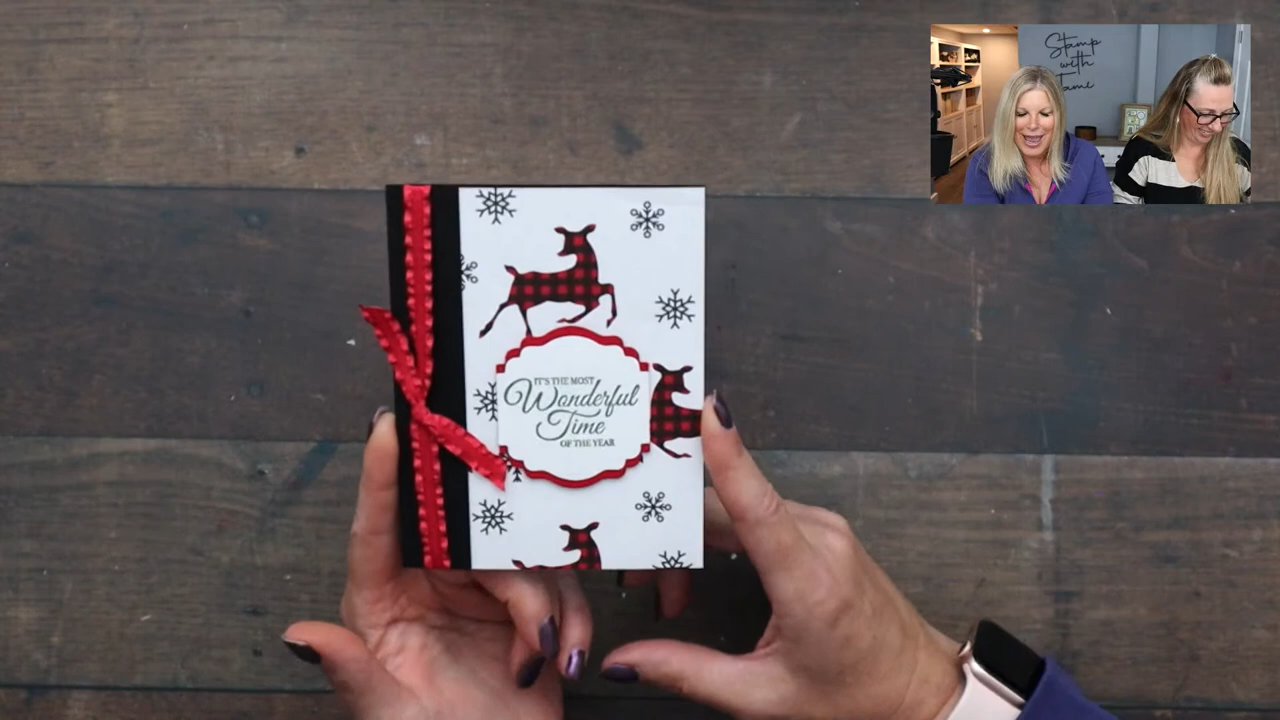 Stamp
with
Tami
IT'S THE MOST
Wonderful
Time
OF THE YEAR